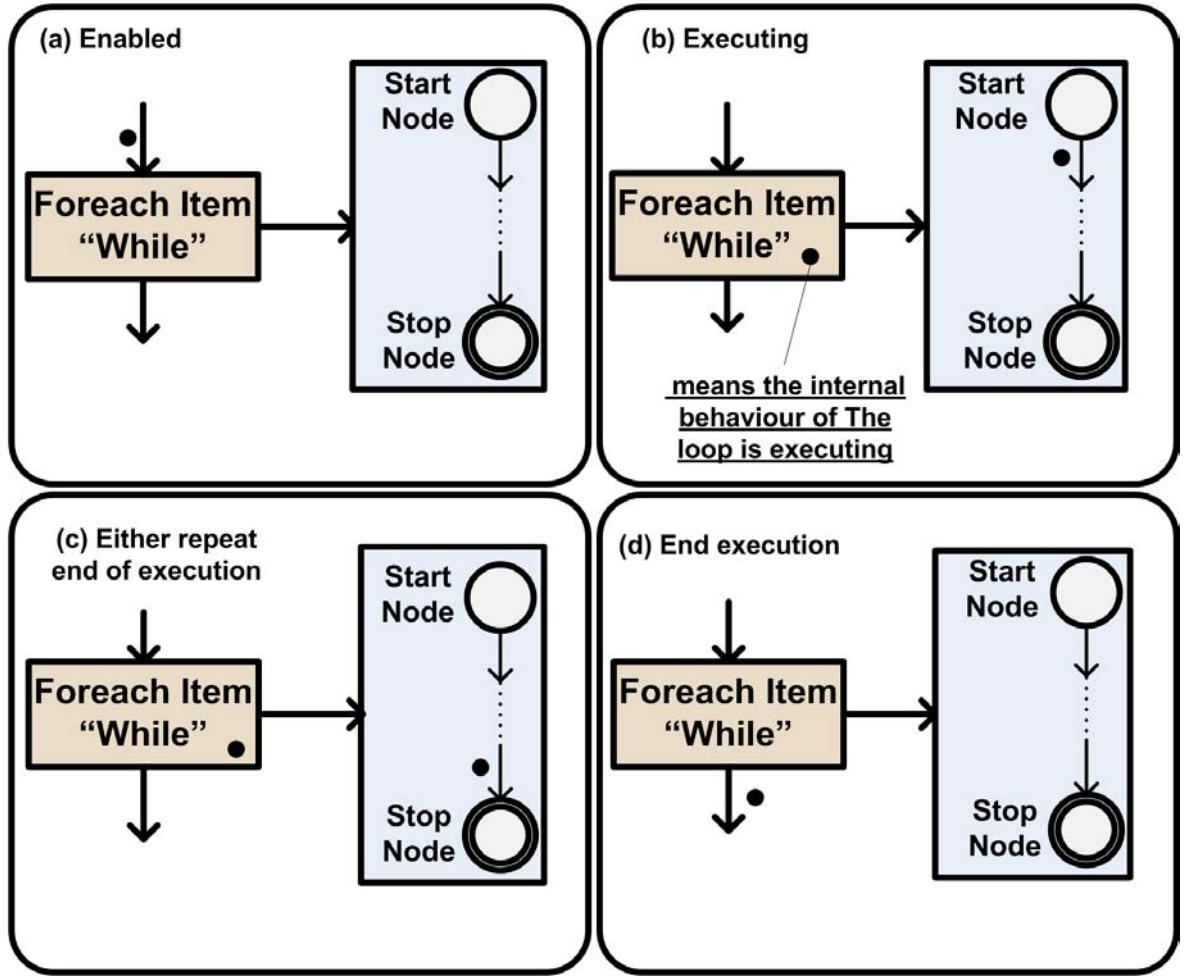 (a) Enabled
Start
Node
Foreach Item
“While”
Stop
Node
(b) Executing
Start
Node
Foreach Item
“While”
Stop
Node
means the internal
behaviour of The
loop is executing
(c) Either repeat
end of execution
Start
Node
Foreach Item
“While”
Stop
Node
(d) End execution
Start
Node
Foreach Item
“While”
Stop
Node